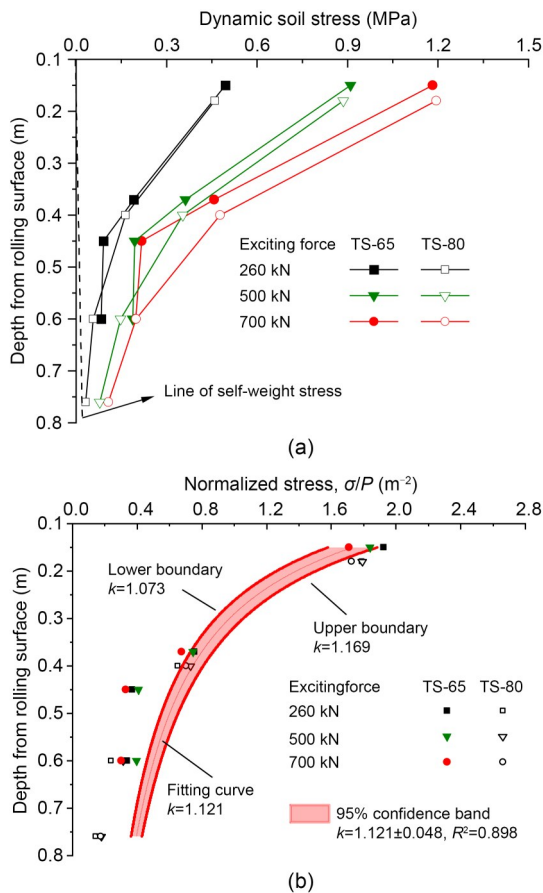 Dynamic soil stress (MPa)
0.0 0.3 0.6 0.9 1.2 1.5
0.1
0.2
0.3
0.4
0.5
0.6
0.7
0.8
Depth from rolling surface (m)
Exciting force TS-65 TS-80
260 kN
500 kN
700 kN
Line of self-weight stress
(a)
Normalized stress, σ/P (m⁻²)
0.0 0.4 0.8 1.2 1.6 2.0 2.4 2.8
0.1
0.2
0.3
0.4
0.5
0.6
0.7
0.8
Depth from rolling surface (m)
Lower boundary
k=1.073
Upper boundary
k=1.169
Excitingforce TS-65 TS-80
260 kN
500 kN
700 kN
Fitting curve
k=1.121
95% confidence band
k=1.121±0.048, R²=0.898
(b)